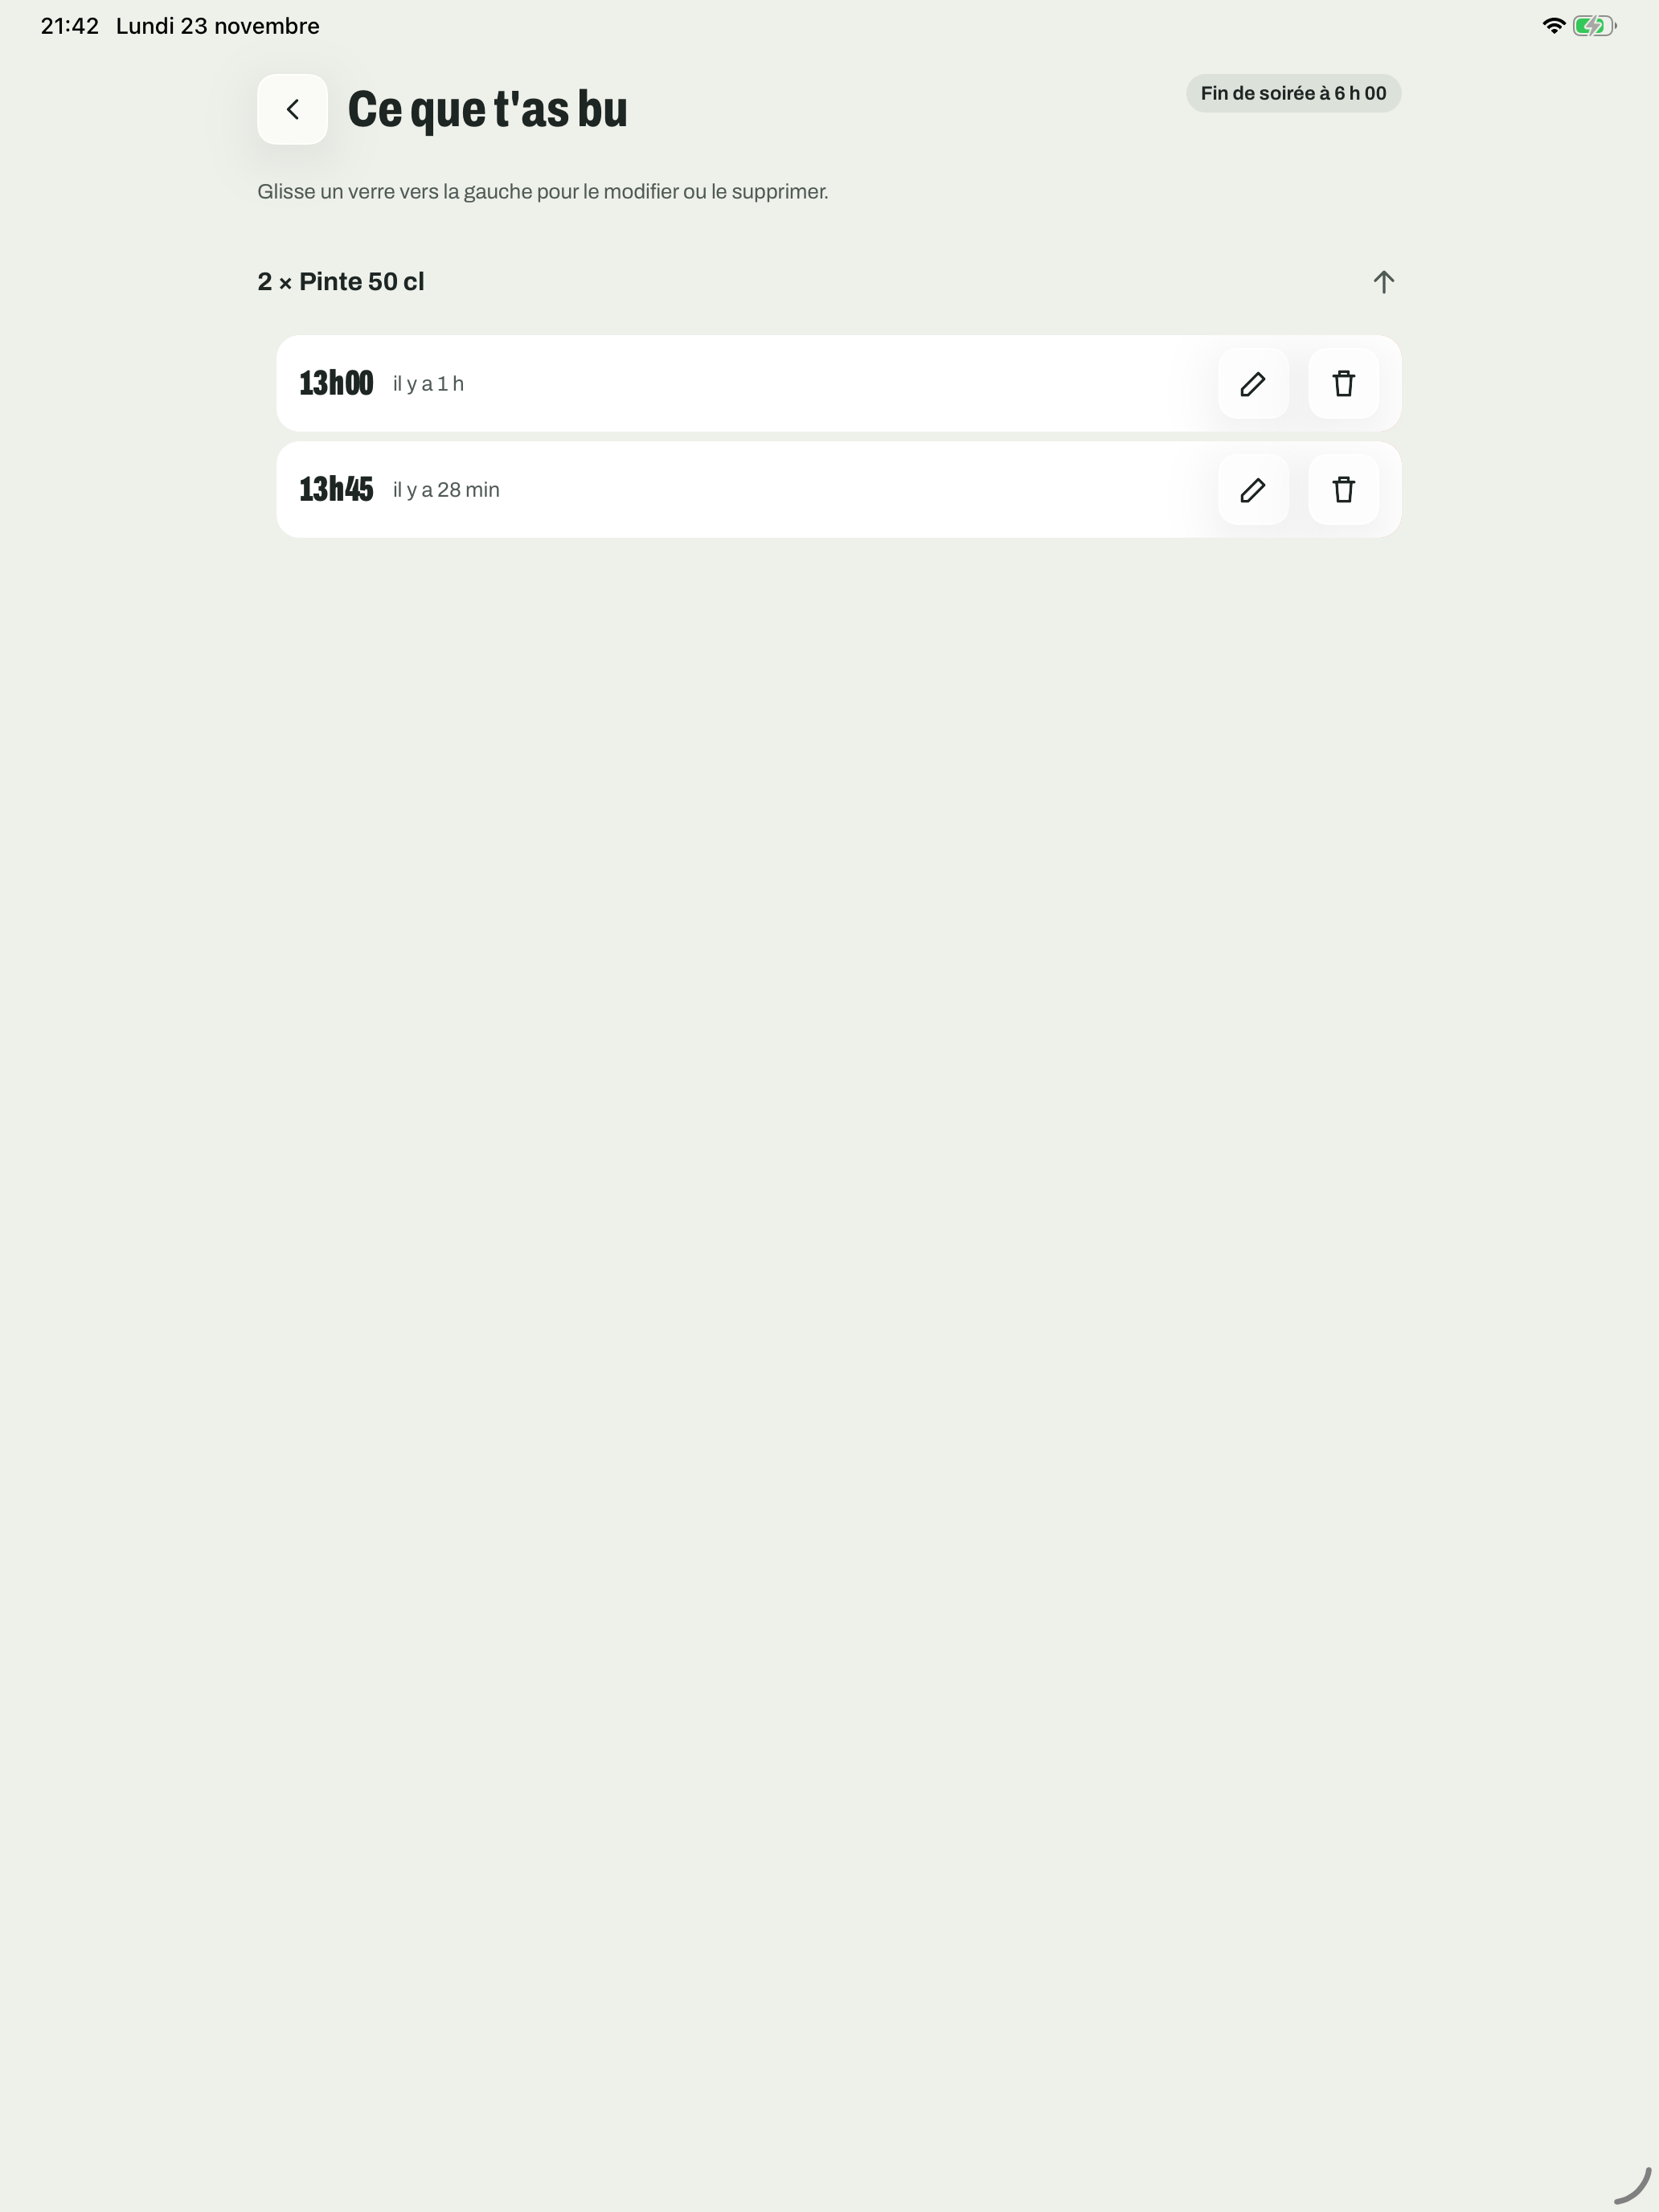 21:42 Lundi 23 novembre
Ce que t'as bu
Fin de soirée à 6 h 00
Glisse un verre vers la gauche pour le modifier ou le supprimer.
2 × Pinte 50 cl
13h00 il y a 1 h
13h45 il y a 28 min